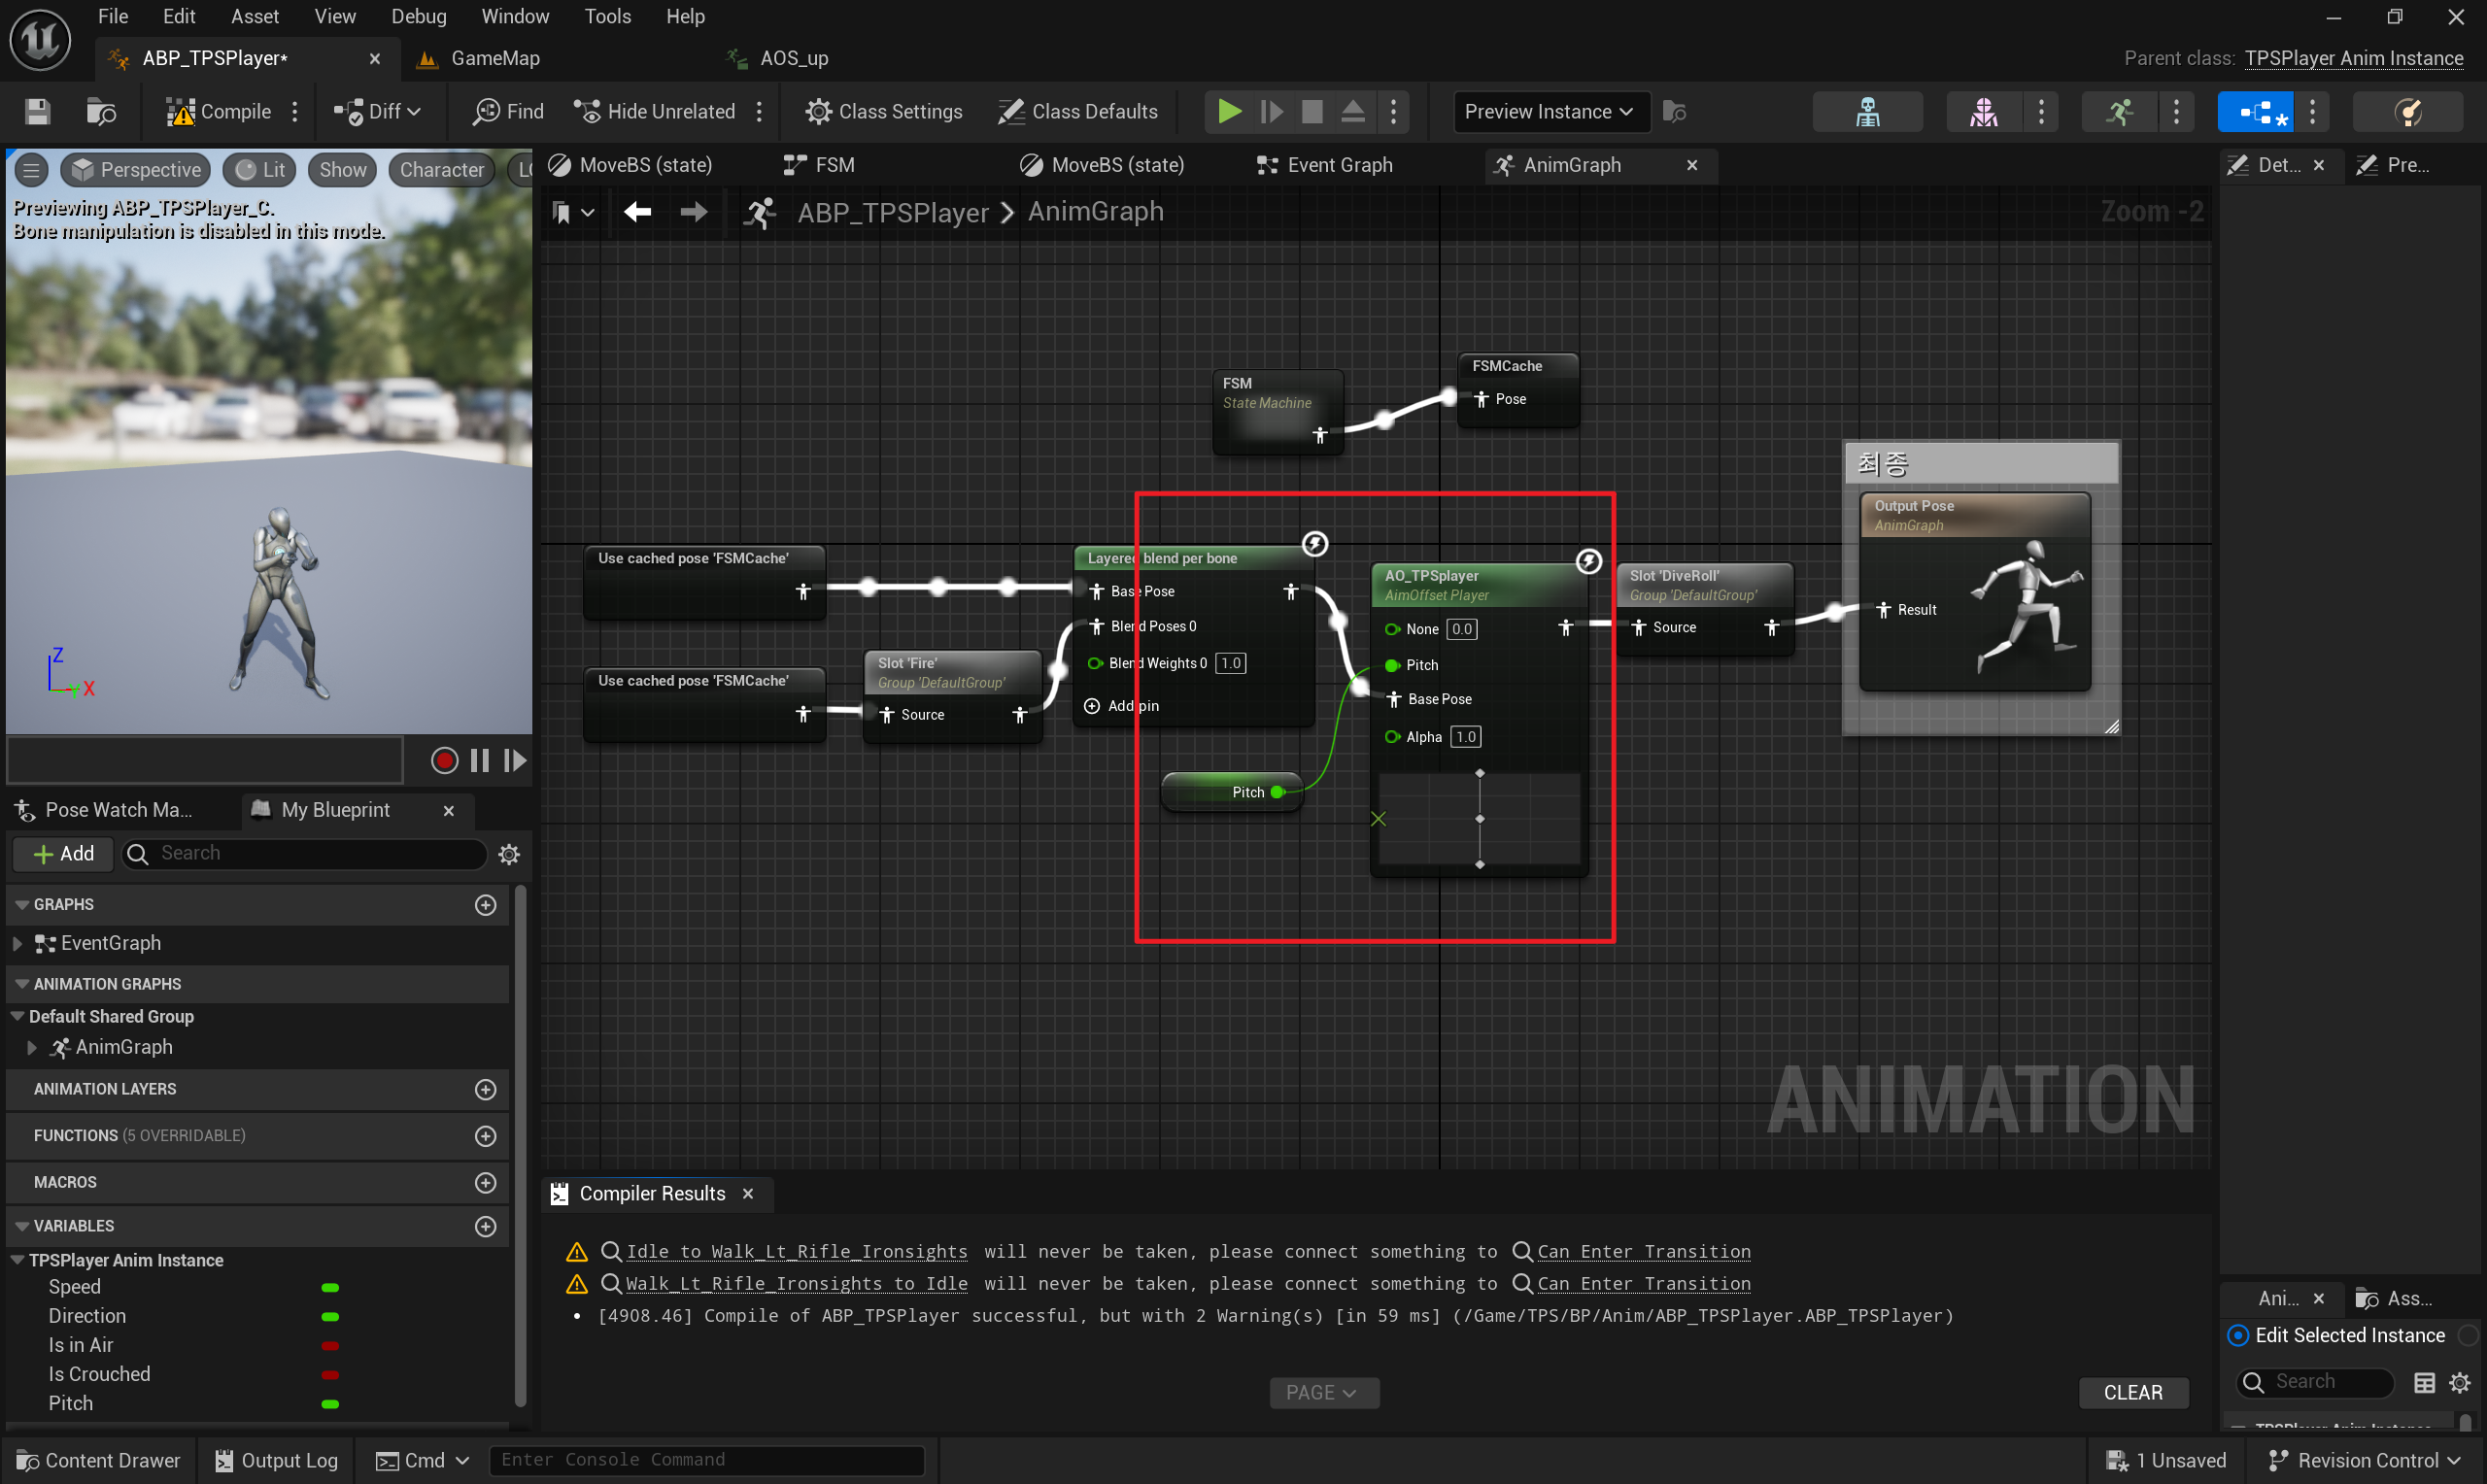 File Edit Asset View Debug Window Tools Help
ABP_TPSPlayer* GameMap AOS_up Parent class: TPSPlayer Anim Instance
Compile Diff Find Hide Unrelated Class Settings Class Defaults Preview Instance
Perspective Lit Show Character
Previewing ABP_TPSPlayer_C.
Bone manipulation is disabled in this mode.
Z
Y X
MoveBS (state) FSM MoveBS (state) Event Graph AnimGraph
ABP_TPSPlayer > AnimGraph Zoom -2
FSM
State Machine
FSMCache
Pose
Use cached pose 'FSMCache'
Use cached pose 'FSMCache'
Slot 'Fire'
Group 'DefaultGroup'
Source
Layered blend per bone
Base Pose
Blend Poses 0
Blend Weights 0 1.0
Add pin
Pitch
AO_TPSplayer
AimOffset Player
None 0.0
Pitch
Base Pose
Alpha 1.0
Slot 'DiveRoll'
Group 'DefaultGroup'
Source
최종
Output Pose
AnimGraph
Result
ANIMATION
Det... Pre...
Pose Watch Ma... My Blueprint
Add Search
GRAPHS
EventGraph
ANIMATION GRAPHS
Default Shared Group
AnimGraph
ANIMATION LAYERS
FUNCTIONS (5 OVERRIDABLE)
MACROS
VARIABLES
TPSPlayer Anim Instance
Speed
Direction
Is in Air
Is Crouched
Pitch
Compiler Results
Idle to Walk_Lt_Rifle_Ironsights will never be taken, please connect something to Can Enter Transition
Walk_Lt_Rifle_Ironsights to Idle will never be taken, please connect something to Can Enter Transition
• [4908.46] Compile of ABP_TPSPlayer successful, but with 2 Warning(s) [in 59 ms] (/Game/TPS/BP/Anim/ABP_TPSPlayer.ABP_TPSPlayer)
PAGE CLEAR
Ani... Ass...
Edit Selected Instance
Search
Content Drawer Output Log Cmd Enter Console Command 1 Unsaved Revision Control